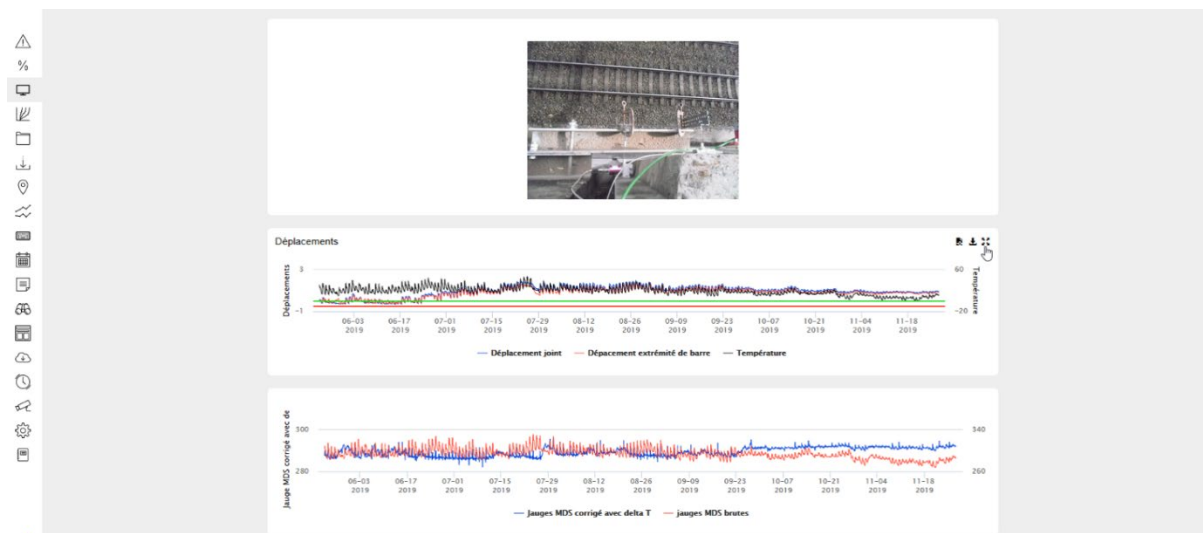 %
Déplacements
3
60
Déplacements
Température
-1
-20
06-03 06-17 07-01 07-15 07-29 08-12 08-26 09-09 09-23 10-07 10-21 11-04 11-18
2019 2019 2019 2019 2019 2019 2019 2019 2019 2019 2019 2019 2019
Déplacement joint Dépacement extrémité de barre Température
Jauge MDS corrigé avec de
300
340
280
260
06-03 06-17 07-01 07-15 07-29 08-12 08-26 09-09 09-23 10-07 10-21 11-04 11-18
2019 2019 2019 2019 2019 2019 2019 2019 2019 2019 2019 2019 2019
Jauges MDS corrigé avec delta T jauges MDS brutes